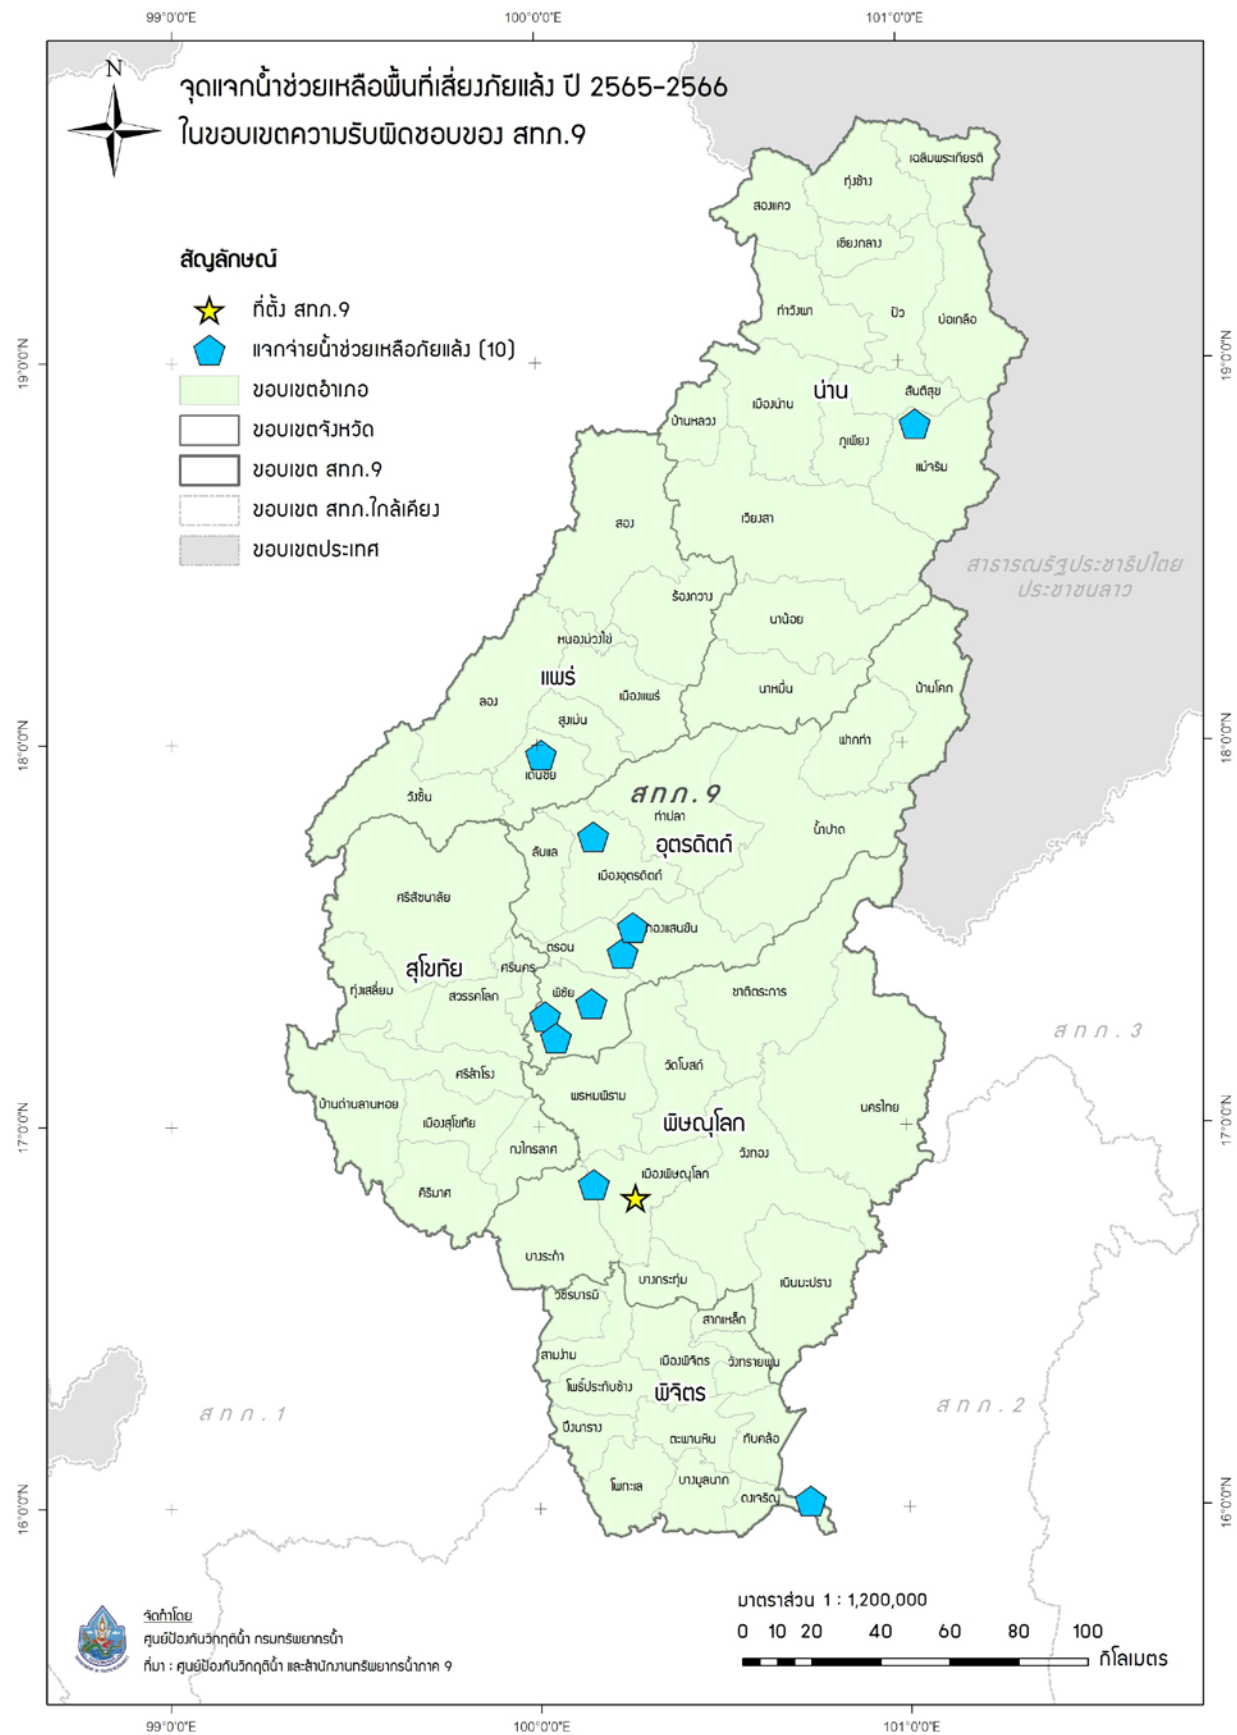 99°0'0"E
100°0'0"E
101°0'0"E
N
จุดแจกน้ำช่วยเหลือพื้นที่เสี่ยงภัยแล้ง ปี 2565-2566
ในขอบเขตความรับผิดชอบของ สทภ.9
สัญลักษณ์
ที่ตั้ง สทภ.9
แจกจ่ายน้ำช่วยเหลือภัยแล้ง (10)
ขอบเขตอำเภอ
ขอบเขตจังหวัด
ขอบเขต สทภ.9
ขอบเขต สทภ.ใกล้เคียง
ขอบเขตประเทศ
เฉลิมพระเกียรติ
ทุ่งช้าง
สองแคว
เชียงกลาง
ท่าวังผา
ปัว
บ่อเกลือ
19°0'0"N
19°0'0"N
น่าน
สันติสุข
เมืองน่าน
บ้านหลวง
ภูเพียง
แม่จริม
สอง
เวียงสา
สาธารณรัฐประชาธิปไตย
ประชาชนลาว
ร้องกวาง
นาน้อย
หนองม่วงไข่
แพร่
เมืองแพร่
นาหมื่น
บ้านโคก
ลอง
สูงเม่น
ฟากท่า
18°0'0"N
18°0'0"N
เด่นชัย
วังชิ้น
สทภ.9
ท่าปลา
น้ำปาด
อุตรดิตถ์
ลับแล
เมืองอุตรดิตถ์
ศรีสัชนาลัย
ทองแสนขัน
ตรอน
สุโขทัย
ศรีนคร
ทุ่งเสลี่ยม
สวรรคโลก
พิชัย
ชาติตระการ
สทภ.3
วัดโบสถ์
ศรีสำโรง
พรหมพิราม
บ้านด่านลานหอย
นครไทย
เมืองสุโขทัย
พิษณุโลก
17°0'0"N
17°0'0"N
กงไกรลาศ
วังทอง
เมืองพิษณุโลก
คีรีมาศ
บางระกำ
บางกระทุ่ม
เนินมะปราง
วชิรบารมี
สากเหล็ก
สามง่าม
เมืองพิจิตร
วังทรายพูน
โพธิ์ประทับช้าง
พิจิตร
สทภ.1
สทภ.2
บึงนาราง
ตะพานหิน
ทับคล้อ
โพทะเล
บางมูลนาก
ดงเจริญ
16°0'0"N
16°0'0"N
มาตราส่วน 1 : 1,200,000
0 10 20 40 60 80 100
กิโลเมตร
จัดทำโดย
ศูนย์ป้องกันวิกฤติน้ำ กรมทรัพยากรน้ำ
ที่มา : ศูนย์ป้องกันวิกฤติน้ำ และสำนักงานทรัพยากรน้ำภาค 9
99°0'0"E
100°0'0"E
101°0'0"E